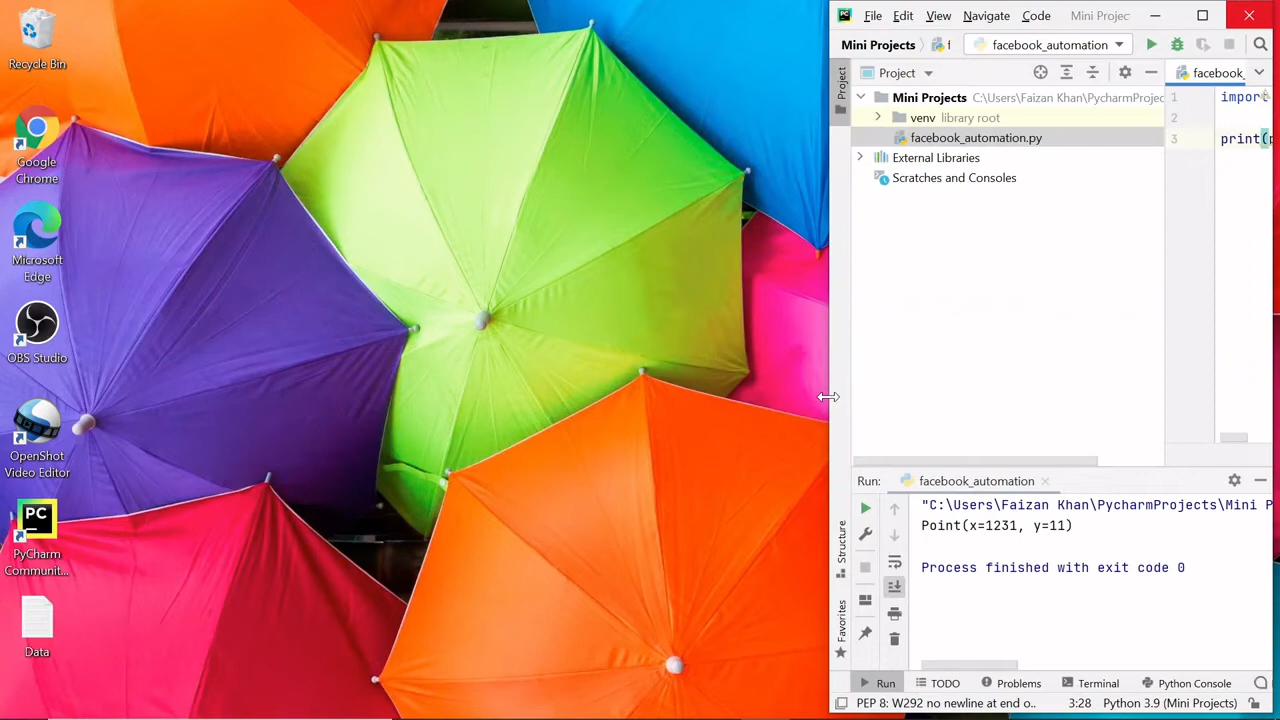 Recycle Bin
Google
Chrome
Microsoft
Edge
OBS Studio
OpenShot
Video Editor
PC
PyCharm
Communit...
Data
PC File Edit View Navigate Code Mini Projec
Mini Projects f facebook_automation
Project
Project
facebook_
Mini Projects C:\Users\Faizan Khan\PycharmProjec
venv library root
facebook_automation.py
External Libraries
Scratches and Consoles
1 import
2
3 print(p
Run: facebook_automation
"C:\Users\Faizan Khan\PycharmProjects\Mini P
Point(x=1231, y=11)
Process finished with exit code 0
Structure
Favorites
Run TODO Problems Terminal Python Console
PEP 8: W292 no newline at end o.. 3:28 Python 3.9 (Mini Projects)